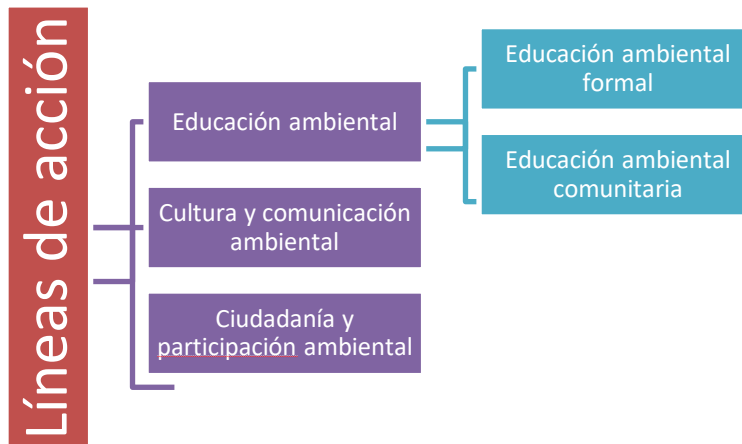 Líneas de acción
Educación ambiental
Educación ambiental
formal
Educación ambiental
comunitaria
Cultura y comunicación
ambiental
Ciudadanía y
participación ambiental